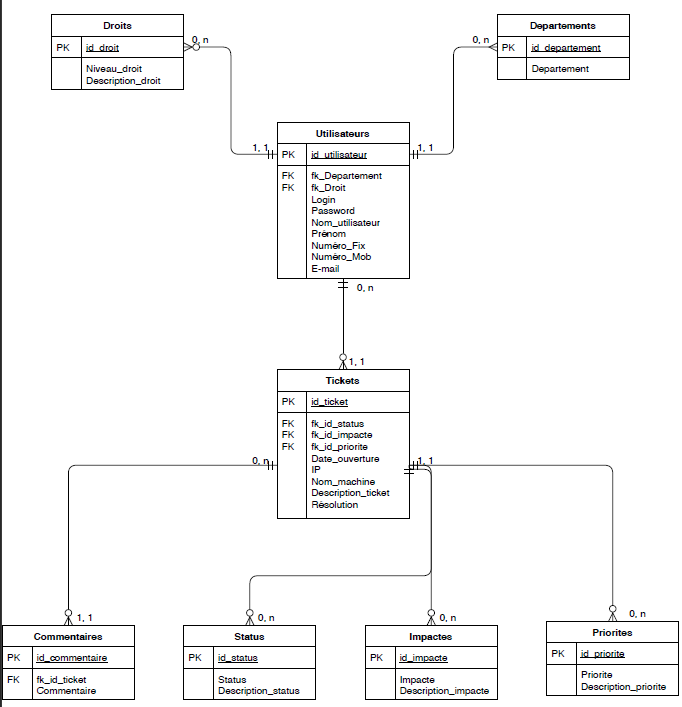 Droits
PK id_droit
Niveau_droit
Description_droit
0, n
Departements
PK id_departement
Departement
0, n
1, 1
1, 1
Utilisateurs
PK id_utilisateur
FK fk_Departement
FK fk_Droit
Login
Password
Nom_utilisateur
Prénom
Numéro_Fix
Numéro_Mob
E-mail
0, n
1, 1
Tickets
PK id_ticket
FK fk_id_status
FK fk_id_impacte
FK fk_id_priorite
Date_ouverture
IP
Nom_machine
Description_ticket
Résolution
0, n
1, 1
1, 1
Commentaires
PK id_commentaire
FK fk_id_ticket
Commentaire
0, n
Status
PK id_status
Status
Description_status
0, n
Impactes
PK id_impacte
Impacte
Description_impacte
0, n
Priorites
PK id_priorite
Priorite
Description_priorite